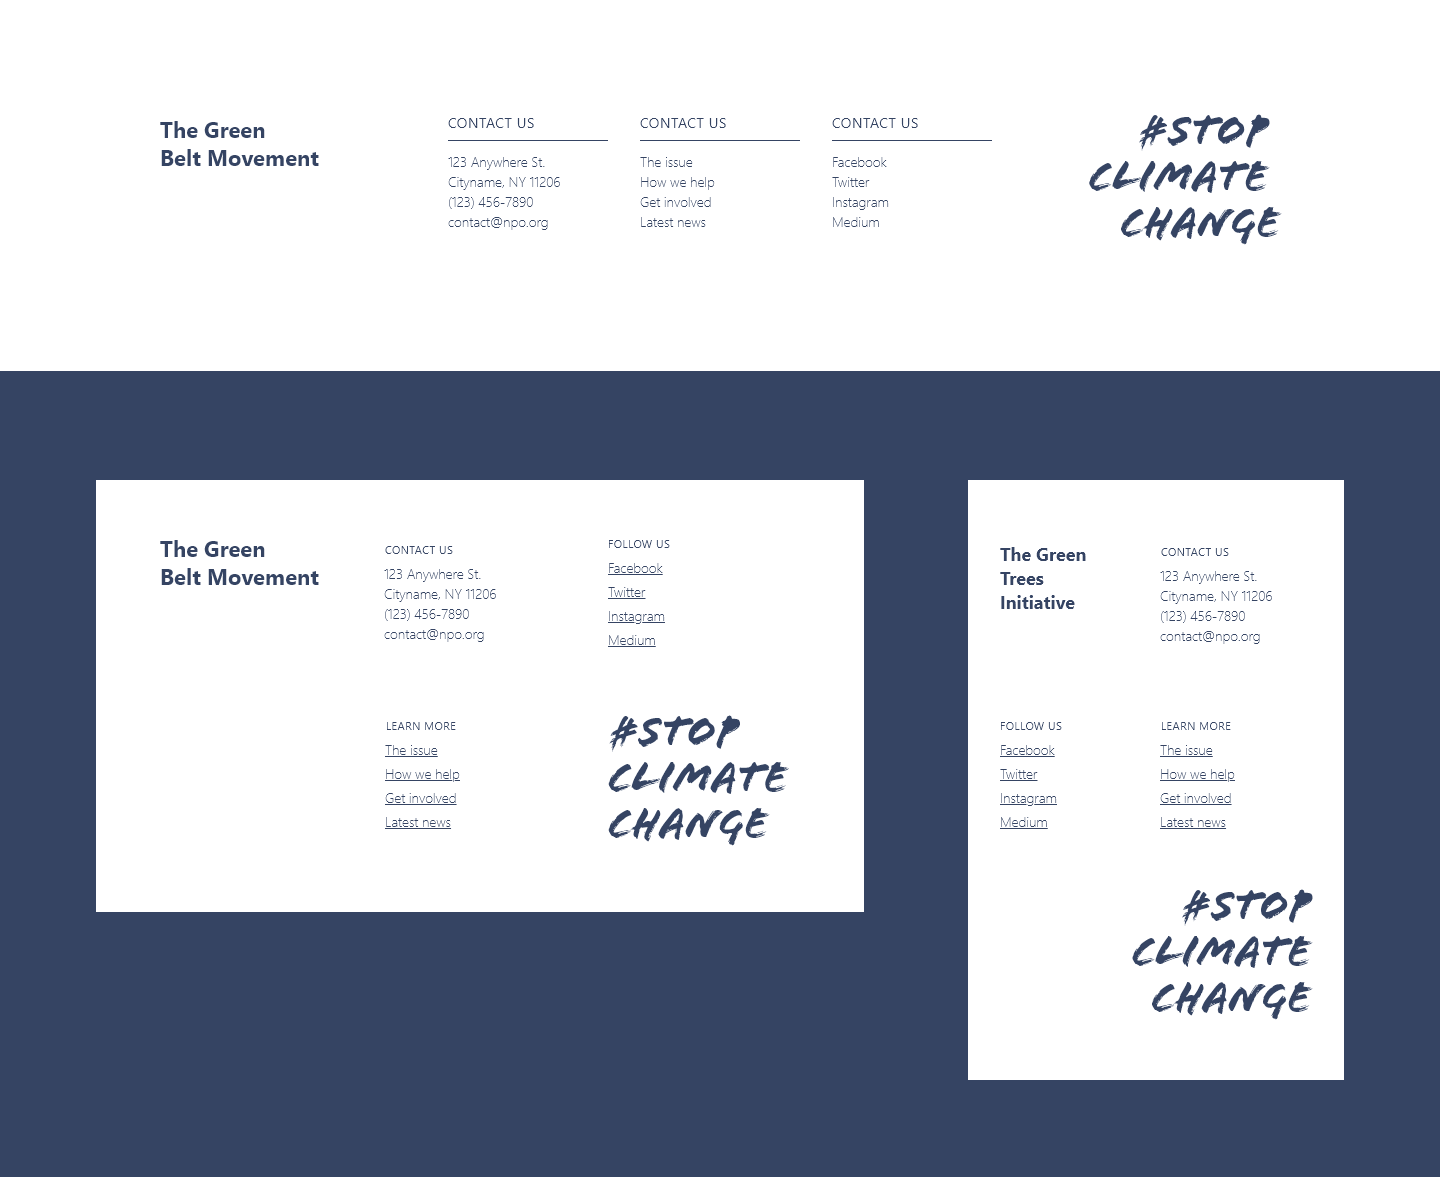 The Green
Belt Movement
CONTACT US
123 Anywhere St.
Cityname, NY 11206
(123) 456-7890
contact@npo.org
CONTACT US
The issue
How we help
Get involved
Latest news
CONTACT US
Facebook
Twitter
Instagram
Medium
#STOP
CLIMATE
CHANGE
The Green
Belt Movement
CONTACT US
123 Anywhere St.
Cityname, NY 11206
(123) 456-7890
contact@npo.org
FOLLOW US
Facebook
Twitter
Instagram
Medium
LEARN MORE
The issue
How we help
Get involved
Latest news
#STOP
CLIMATE
CHANGE
The Green
Trees
Initiative
CONTACT US
123 Anywhere St.
Cityname, NY 11206
(123) 456-7890
contact@npo.org
FOLLOW US
Facebook
Twitter
Instagram
Medium
LEARN MORE
The issue
How we help
Get involved
Latest news
#STOP
CLIMATE
CHANGE